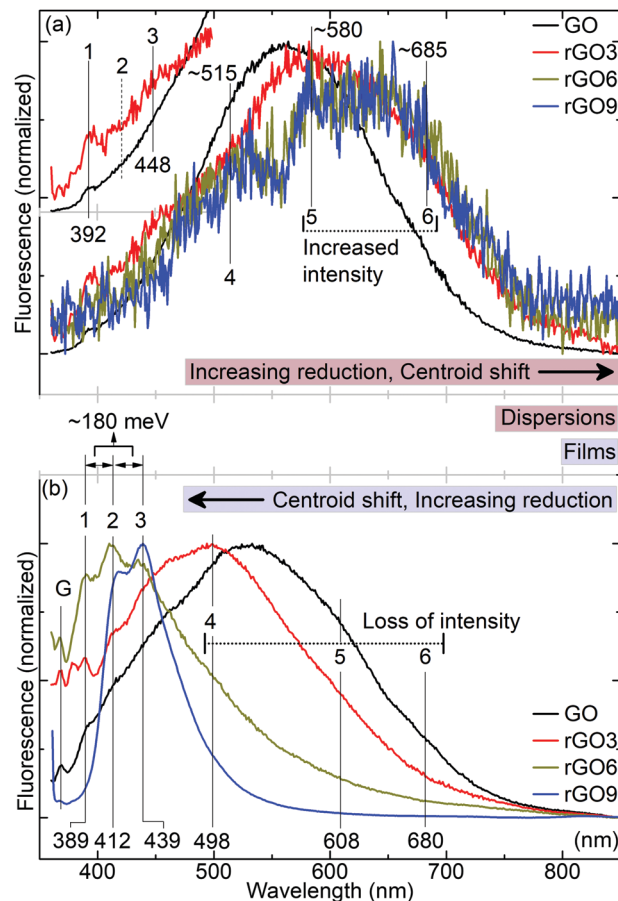 (a)
GO
rGO3
rGO6
rGO9
1
2
3
~515
~580
~685
448
392
4
5
6
Increased
intensity
Fluorescence (normalized)
Increasing reduction, Centroid shift
~180 meV
Dispersions
Films
(b)
Centroid shift, Increasing reduction
1
2
3
G
4
Loss of intensity
5
6
GO
rGO3
rGO6
rGO9
Fluorescence (normalized)
389
412
439
498
608
680
(nm)
400
500
600
700
800
Wavelength (nm)